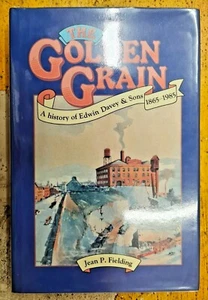 THE
GOLDEN
GRAIN
A history of Edwin Davey & Sons
1865-1985
Jean P. Fielding